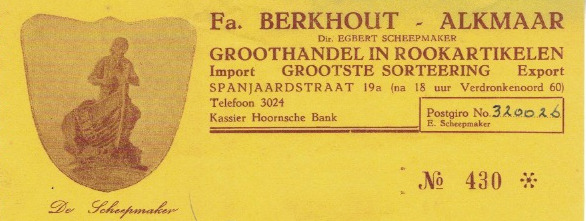 Fa. BERKHOUT - ALKMAAR
Dir. EGBERT SCHEEPMAKER
GROOTHANDEL IN ROOKARTIKELEN
Import GROOTSTE SORTEERING Export
SPANJAARDSTRAAT 19a (na 18 uur Verdronkenoord 60)
Telefoon 3024
Kassier Hoornsche Bank
Postgiro No. 320026
E. Scheepmaker
De Scheepmaker
№ 430 ※